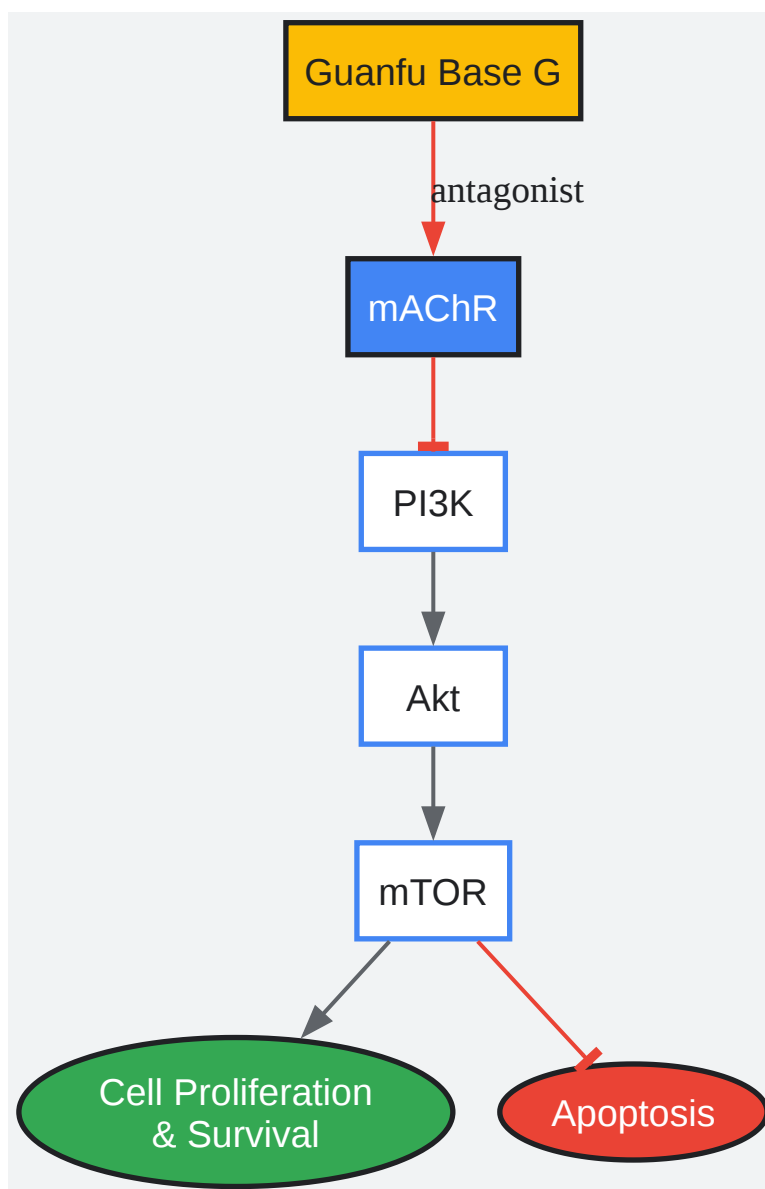 Guanfu Base G
antagonist
mAChR
PI3K
Akt
mTOR
Cell Proliferation
& Survival
Apoptosis